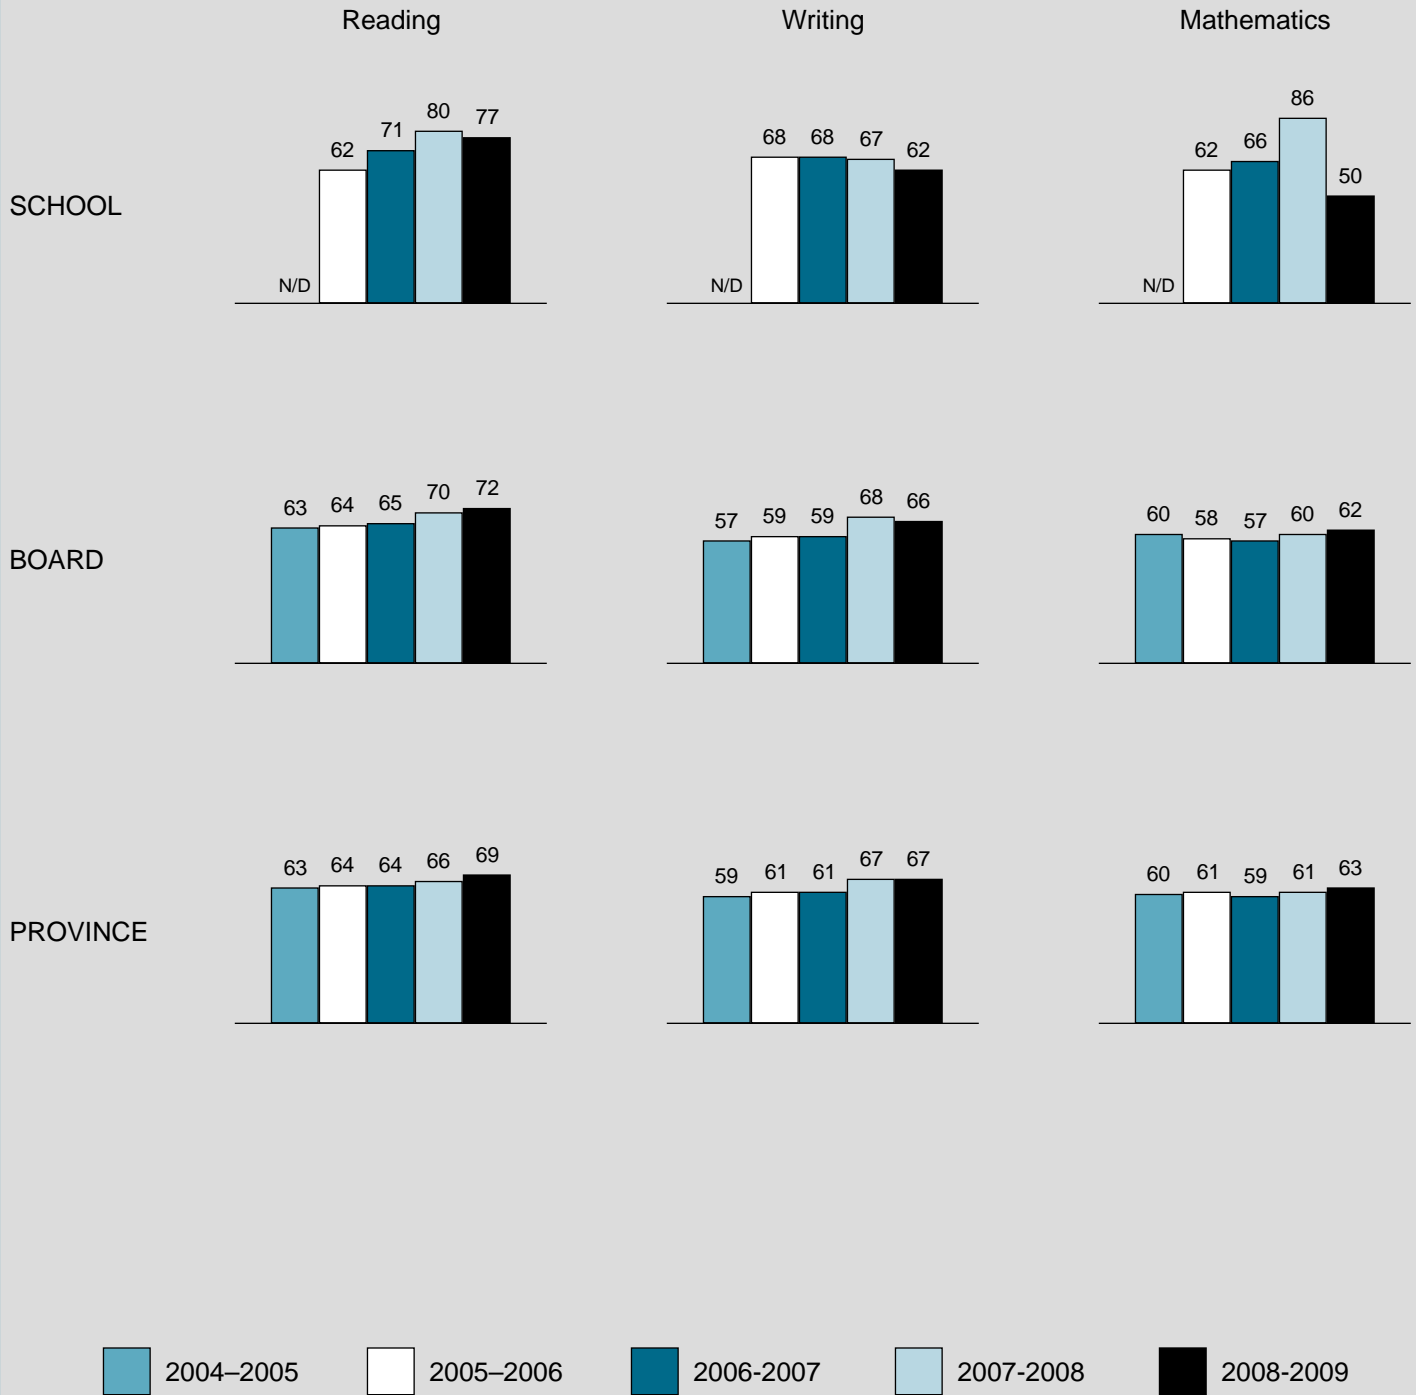 Reading Writing Mathematics
SCHOOL
N/D 62 71 80 77
N/D 68 68 67 62
N/D 62 66 86 50
BOARD
63 64 65 70 72
57 59 59 68 66
60 58 57 60 62
PROVINCE
63 64 64 66 69
59 61 61 67 67
60 61 59 61 63
2004–2005 2005–2006 2006-2007 2007-2008 2008-2009